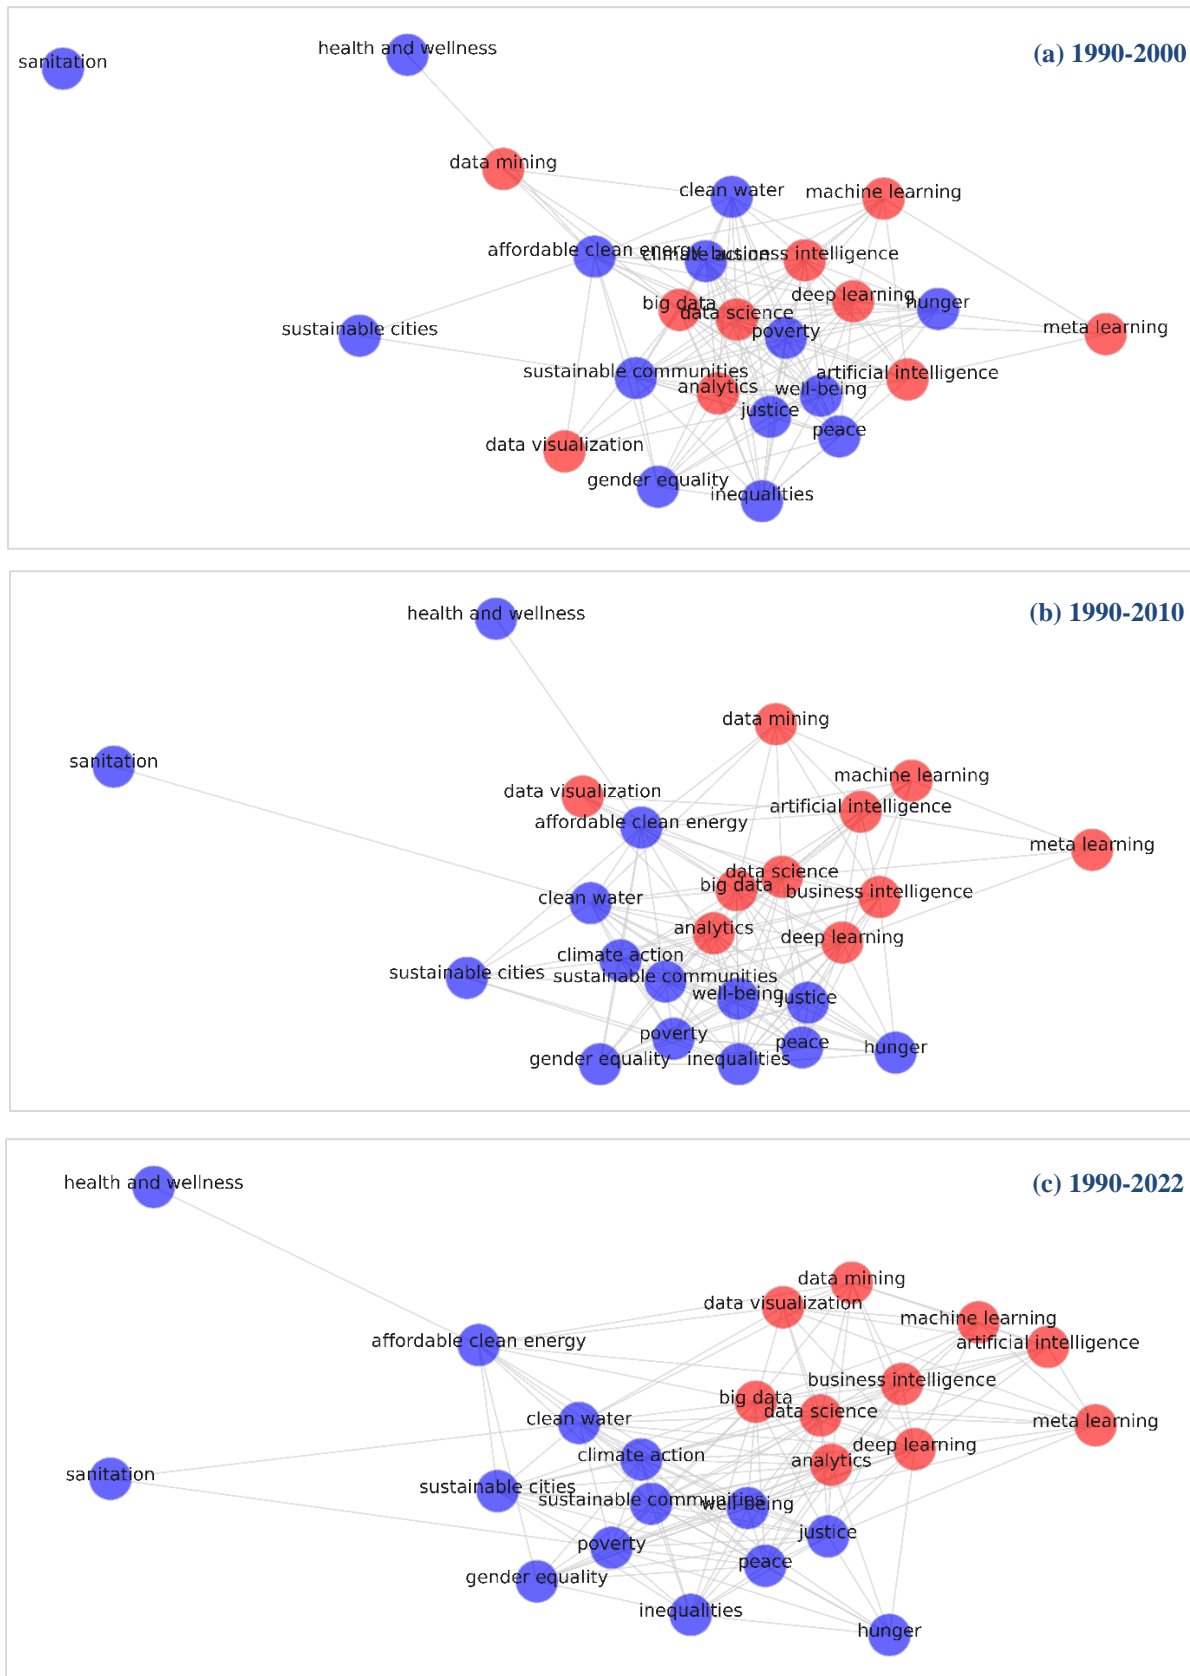 (a) 1990-2000
health and wellness
sanitation
data mining
clean water
machine learning
affordable clean energy
climate action
business intelligence
big data
deep learning
hunger
data science
poverty
sustainable cities
meta learning
sustainable communities
artificial intelligence
analytics
well-being
justice
peace
data visualization
gender equality
inequalities
(b) 1990-2010
health and wellness
data mining
sanitation
machine learning
data visualization
artificial intelligence
affordable clean energy
meta learning
data science
big data
business intelligence
clean water
analytics
deep learning
climate action
sustainable cities
sustainable communities
well-being
justice
poverty
peace
hunger
gender equality
inequalities
(c) 1990-2022
health and wellness
data mining
data visualization
machine learning
affordable clean energy
artificial intelligence
business intelligence
big data
data science
clean water
meta learning
deep learning
climate action
analytics
sanitation
sustainable cities
sustainable communities
well-being
justice
poverty
peace
gender equality
inequalities
hunger